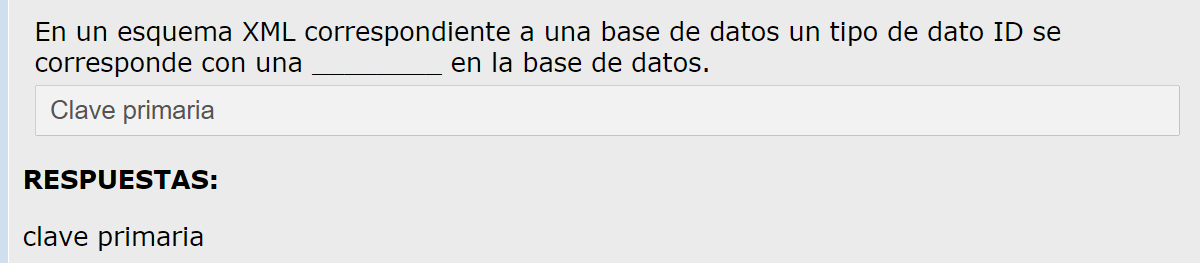 En un esquema XML correspondiente a una base de datos un tipo de dato ID se
corresponde con una _________ en la base de datos.
Clave primaria
RESPUESTAS:
clave primaria